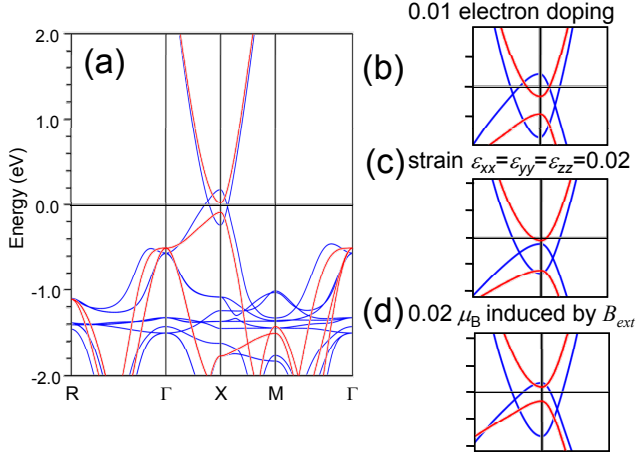 0.01 electron doping
(a)
(b)
(c) strain εxx=εyy=εzz=0.02
(d) 0.02 μB induced by Bext
Energy (eV)
2.0
1.0
0.0
-1.0
-2.0
R Γ X M Γ